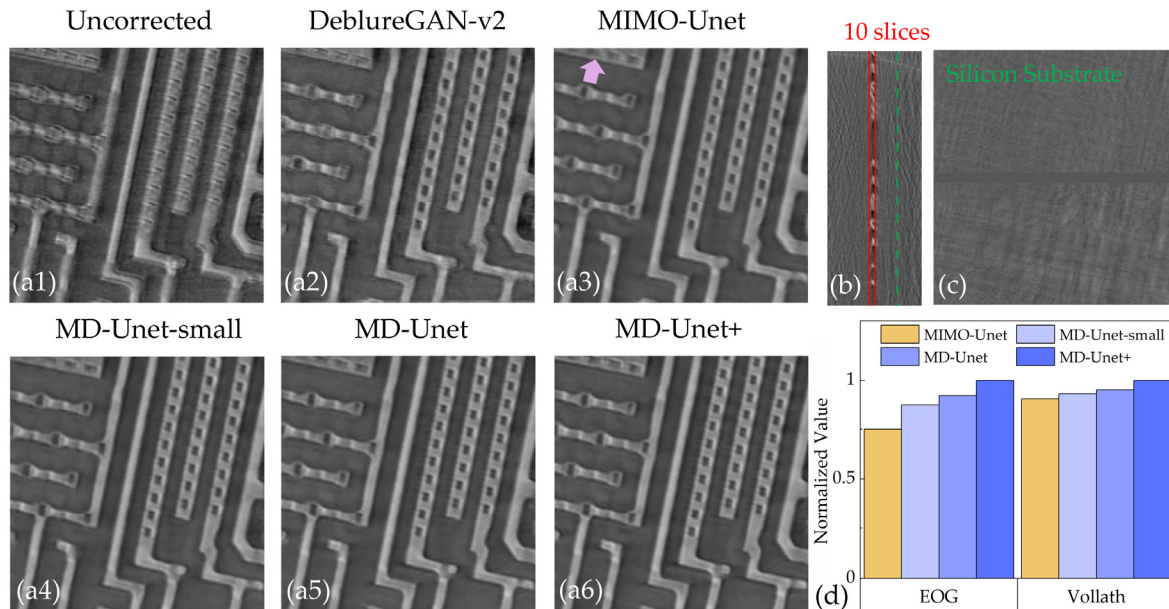 Uncorrected
DeblureGAN-v2
MIMO-Unet
10 slices
Silicon Substrate
(a1)
(a2)
(a3)
(b)
(c)
MD-Unet-small
MD-Unet
MD-Unet+
(a4)
(a5)
(a6)
MIMO-Unet
MD-Unet-small
MD-Unet
MD-Unet+
1
0.5
0
Normalized Value
(d)
EOG
Vollath